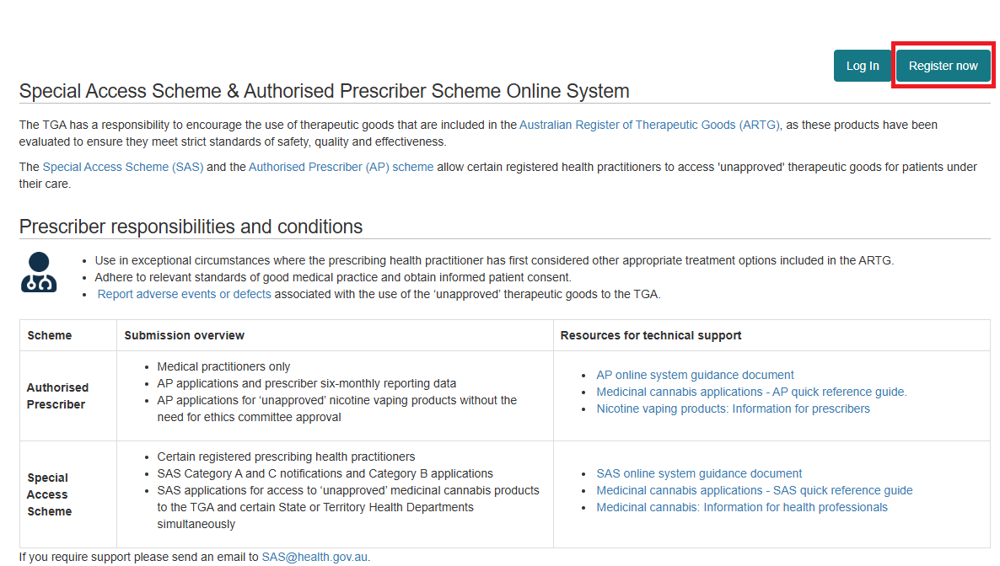 Log In
Register now
Special Access Scheme & Authorised Prescriber Scheme Online System
The TGA has a responsibility to encourage the use of therapeutic goods that are included in the Australian Register of Therapeutic Goods (ARTG), as these products have been
evaluated to ensure they meet strict standards of safety, quality and effectiveness.
The Special Access Scheme (SAS) and the Authorised Prescriber (AP) scheme allow certain registered health practitioners to access 'unapproved' therapeutic goods for patients under
their care.
Prescriber responsibilities and conditions
• Use in exceptional circumstances where the prescribing health practitioner has first considered other appropriate treatment options included in the ARTG.
• Adhere to relevant standards of good medical practice and obtain informed patient consent.
• Report adverse events or defects associated with the use of the ‘unapproved’ therapeutic goods to the TGA.
Scheme
Submission overview
Resources for technical support
Authorised
Prescriber
• Medical practitioners only
• AP applications and prescriber six-monthly reporting data
• AP applications for ‘unapproved’ nicotine vaping products without the
need for ethics committee approval
• AP online system guidance document
• Medicinal cannabis applications - AP quick reference guide.
• Nicotine vaping products: Information for prescribers
Special
Access
Scheme
• Certain registered prescribing health practitioners
• SAS Category A and C notifications and Category B applications
• SAS applications for access to ‘unapproved’ medicinal cannabis products
to the TGA and certain State or Territory Health Departments
simultaneously
• SAS online system guidance document
• Medicinal cannabis applications - SAS quick reference guide
• Medicinal cannabis: Information for health professionals
If you require support please send an email to SAS@health.gov.au.